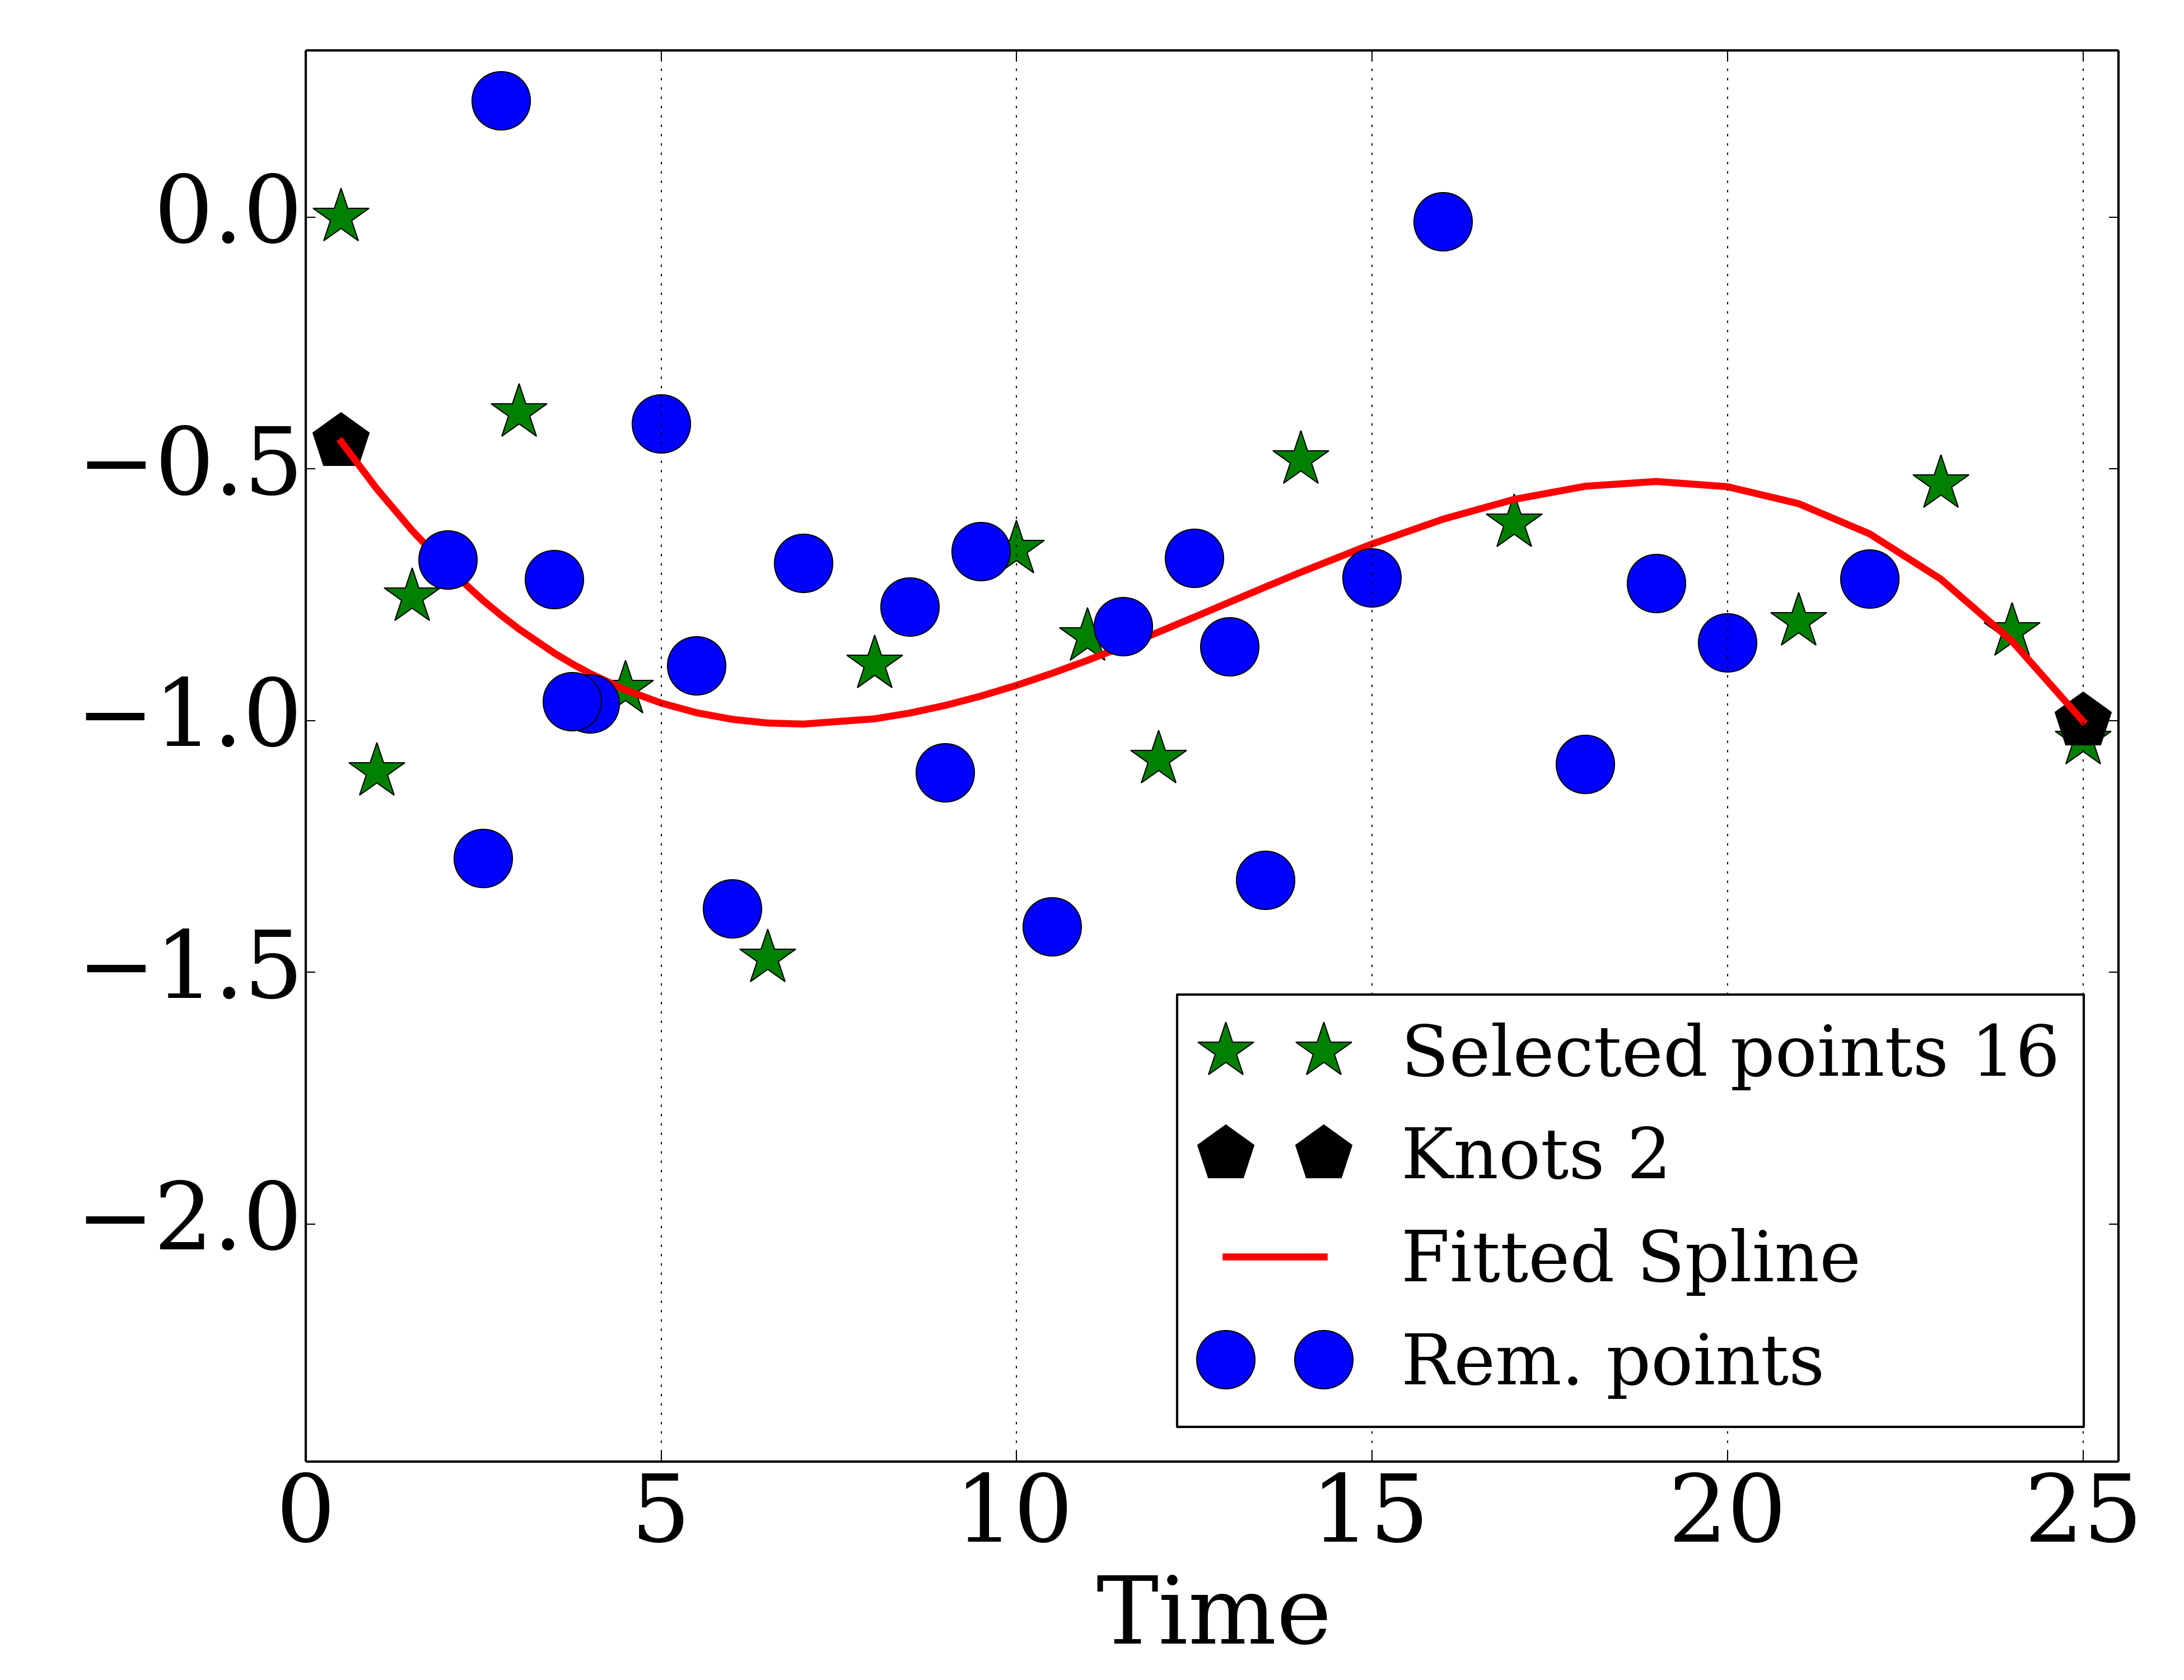 0.0
−0.5
−1.0
−1.5
−2.0
Selected points 16
Knots 2
Fitted Spline
Rem. points
0 5 10 15 20 25
Time